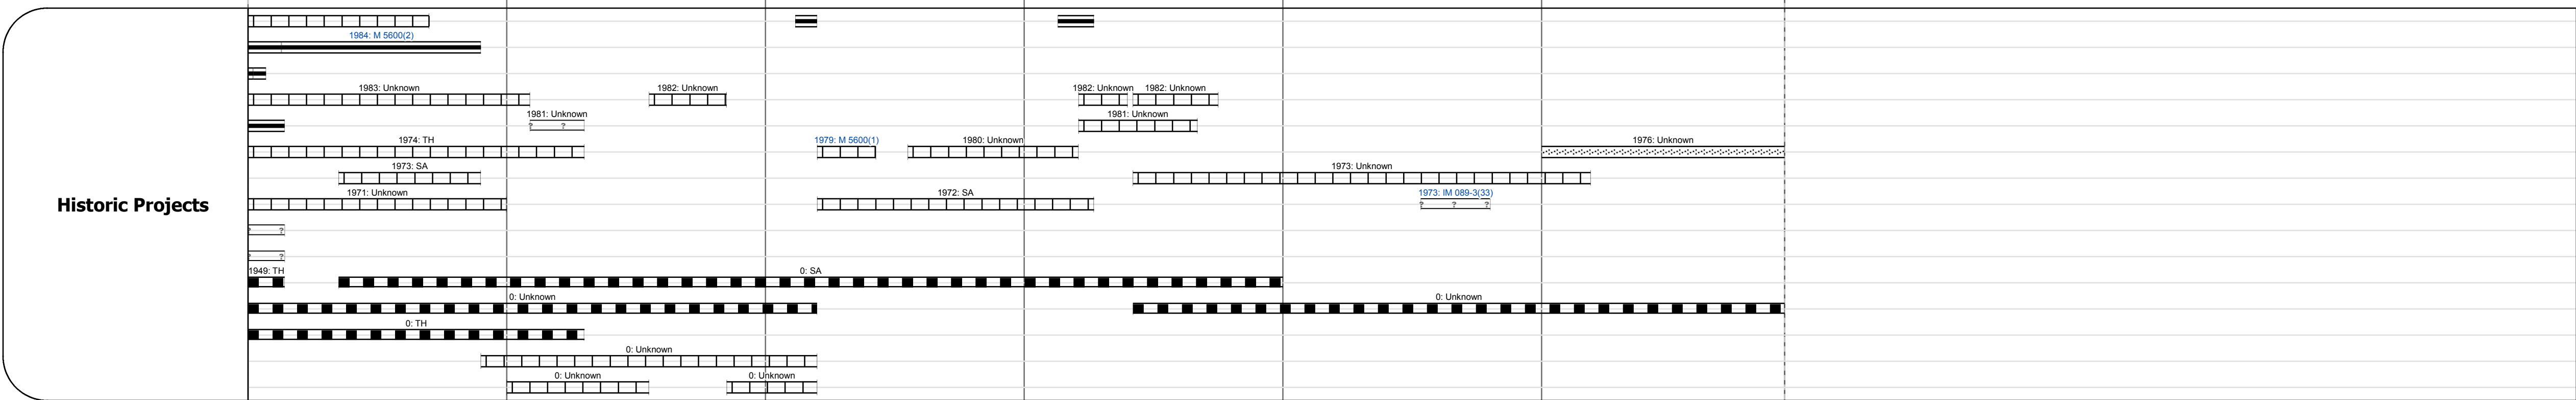 1984: M 5600(2)
1983: Unknown
1982: Unknown
1982: Unknown
1982: Unknown
1981: Unknown
1981: Unknown
? ?
1974: TH
1979: M 5600(1)
1980: Unknown
1976: Unknown
1973: SA
1973: Unknown
Historic Projects
1971: Unknown
1972: SA
1973: IM 089-3(33)
? ? ?
? ?
? ?
1949: TH
0: SA
0: Unknown
0: Unknown
0: TH
0: Unknown
0: Unknown
0: Unknown